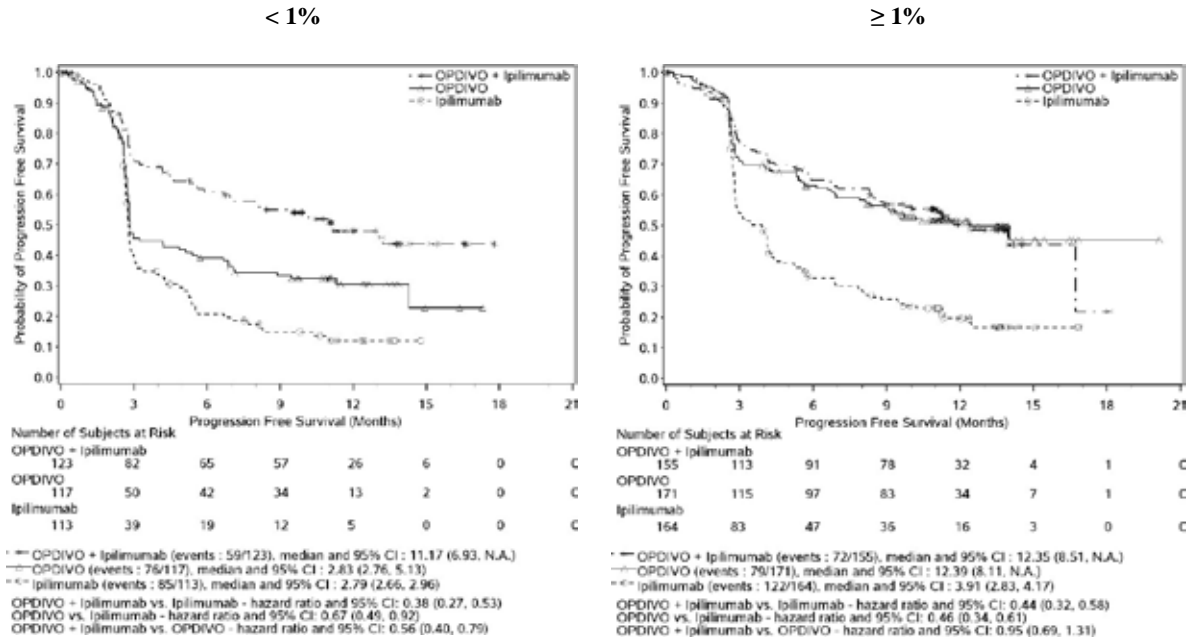 < 1%
≥ 1%
OPDIVO + Ipilimumab
OPDIVO
Ipilimumab
Probability of Progression Free Survival
1.0
0.9
0.8
0.7
0.6
0.5
0.4
0.3
0.2
0.1
0.0
0 3 6 9 12 15 18 21
Progression Free Survival (Months)
Number of Subjects at Risk
OPDIVO + Ipilimumab
123 82 65 57 26 6 0 0
OPDIVO
117 50 42 34 13 2 0 0
Ipilimumab
113 39 19 12 5 0 0 0
OPDIVO + Ipilimumab (events : 59/123), median and 95% CI : 11.17 (6.93, N.A.)
OPDIVO (events : 76/117), median and 95% CI : 2.83 (2.76, 5.13)
Ipilimumab (events : 85/113), median and 95% CI : 2.79 (2.66, 2.96)
OPDIVO + Ipilimumab vs. Ipilimumab - hazard ratio and 95% CI: 0.38 (0.27, 0.53)
OPDIVO vs. Ipilimumab - hazard ratio and 95% CI: 0.67 (0.49, 0.92)
OPDIVO + Ipilimumab vs. OPDIVO - hazard ratio and 95% CI: 0.56 (0.40, 0.79)
OPDIVO + Ipilimumab
OPDIVO
Ipilimumab
Probability of Progression Free Survival
1.0
0.9
0.8
0.7
0.6
0.5
0.4
0.3
0.2
0.1
0.0
0 3 6 9 12 15 18 21
Progression Free Survival (Months)
Number of Subjects at Risk
OPDIVO + Ipilimumab
155 113 91 78 32 4 1 0
OPDIVO
171 115 97 83 34 7 1 0
Ipilimumab
164 83 47 36 16 3 0 0
OPDIVO + Ipilimumab (events : 72/155), median and 95% CI : 12.35 (8.51, N.A.)
OPDIVO (events : 79/171), median and 95% CI : 12.39 (8.11, N.A.)
Ipilimumab (events : 122/164), median and 95% CI : 3.91 (2.83, 4.17)
OPDIVO + Ipilimumab vs. Ipilimumab - hazard ratio and 95% CI: 0.44 (0.32, 0.58)
OPDIVO vs. Ipilimumab - hazard ratio and 95% CI: 0.46 (0.34, 0.61)
OPDIVO + Ipilimumab vs. OPDIVO - hazard ratio and 95% CI: 0.95 (0.69, 1.31)